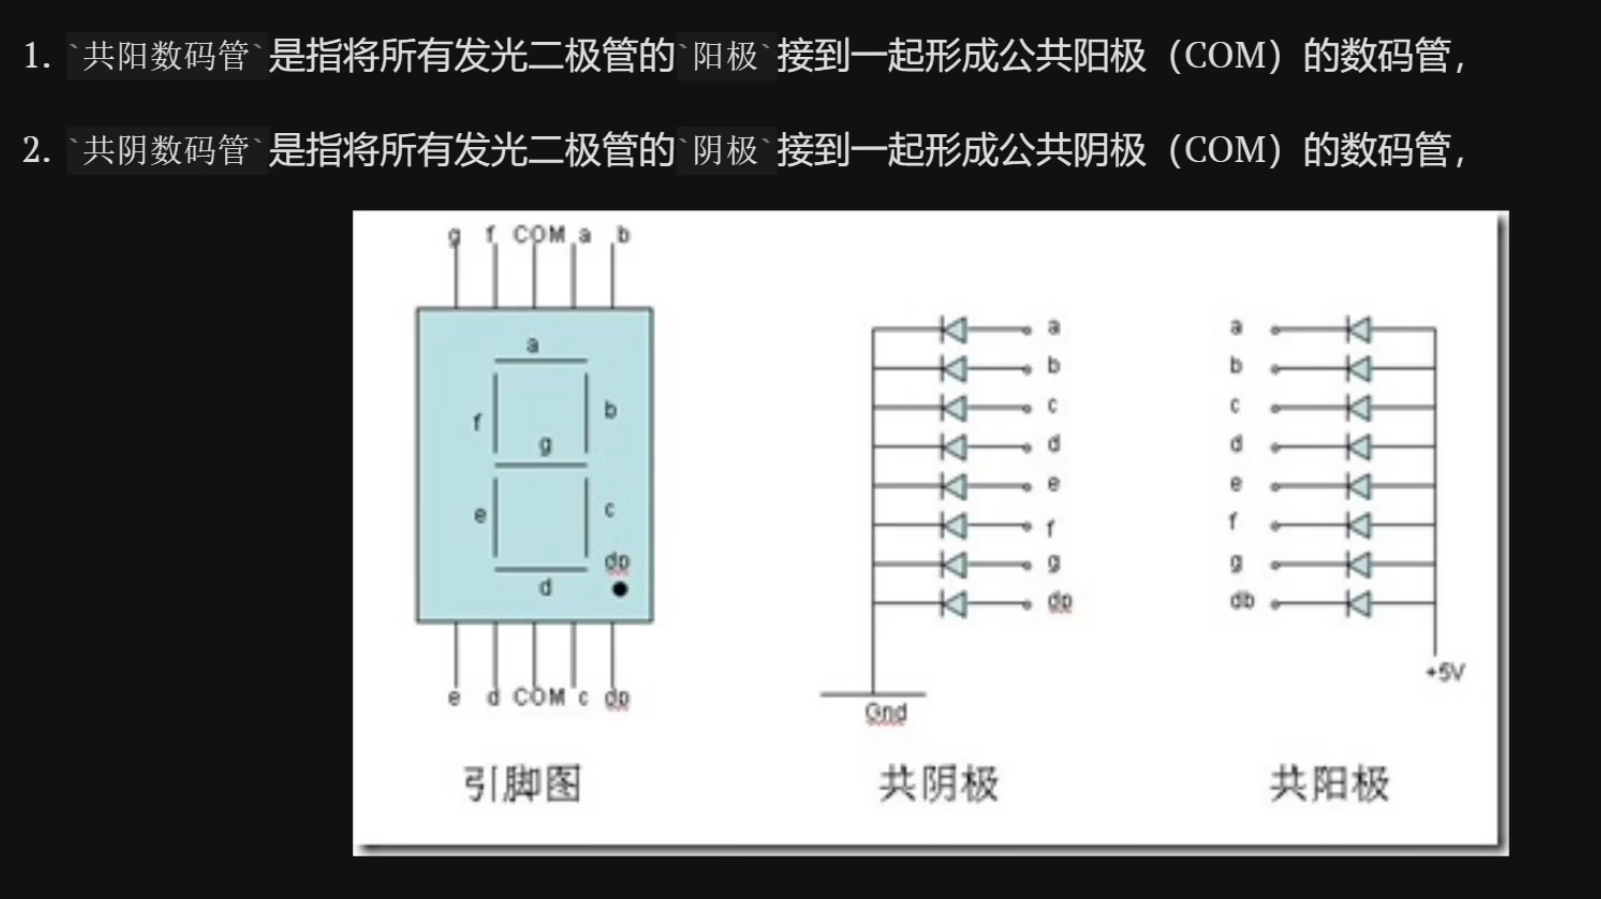 1. `共阳数码管`是指将所有发光二极管的`阳极`接到一起形成公共阳极（COM）的数码管，
2. `共阴数码管`是指将所有发光二极管的`阴极`接到一起形成公共阴极（COM）的数码管，
g f COM a b
a
f
b
g
e
c
dp
d
e d COM c dp
引脚图
a
b
c
d
e
f
g
dp
Gnd
共阴极
a
b
c
d
e
f
g
db
+5V
共阳极